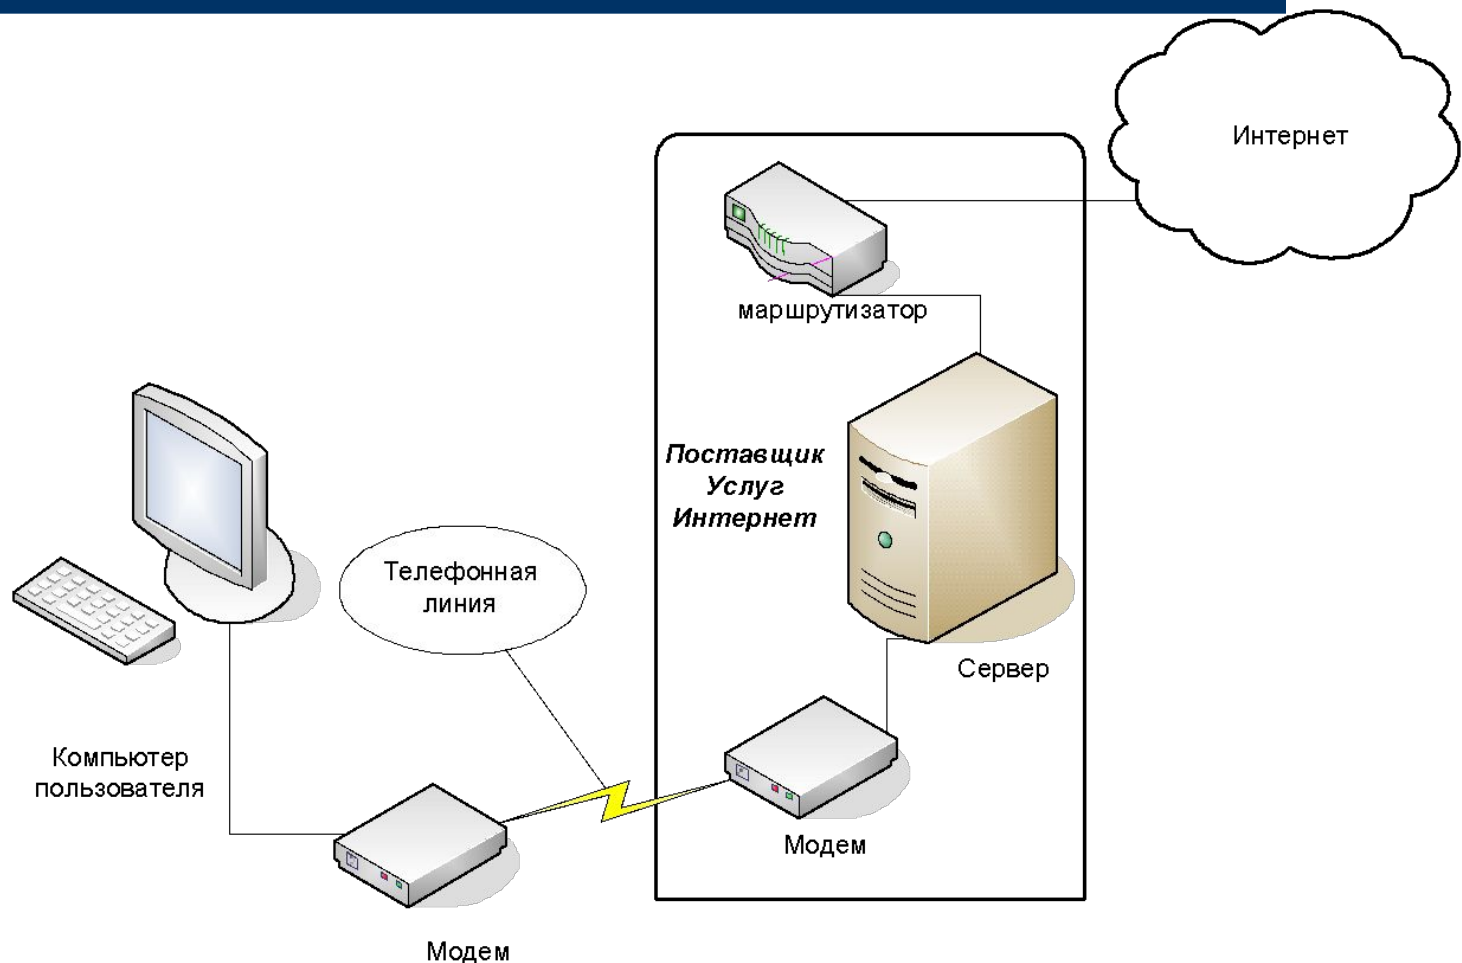 Интернет
маршрутизатор
Поставщик
Услуг
Интернет
Телефонная
линия
Сервер
Компьютер
пользователя
Модем
Модем